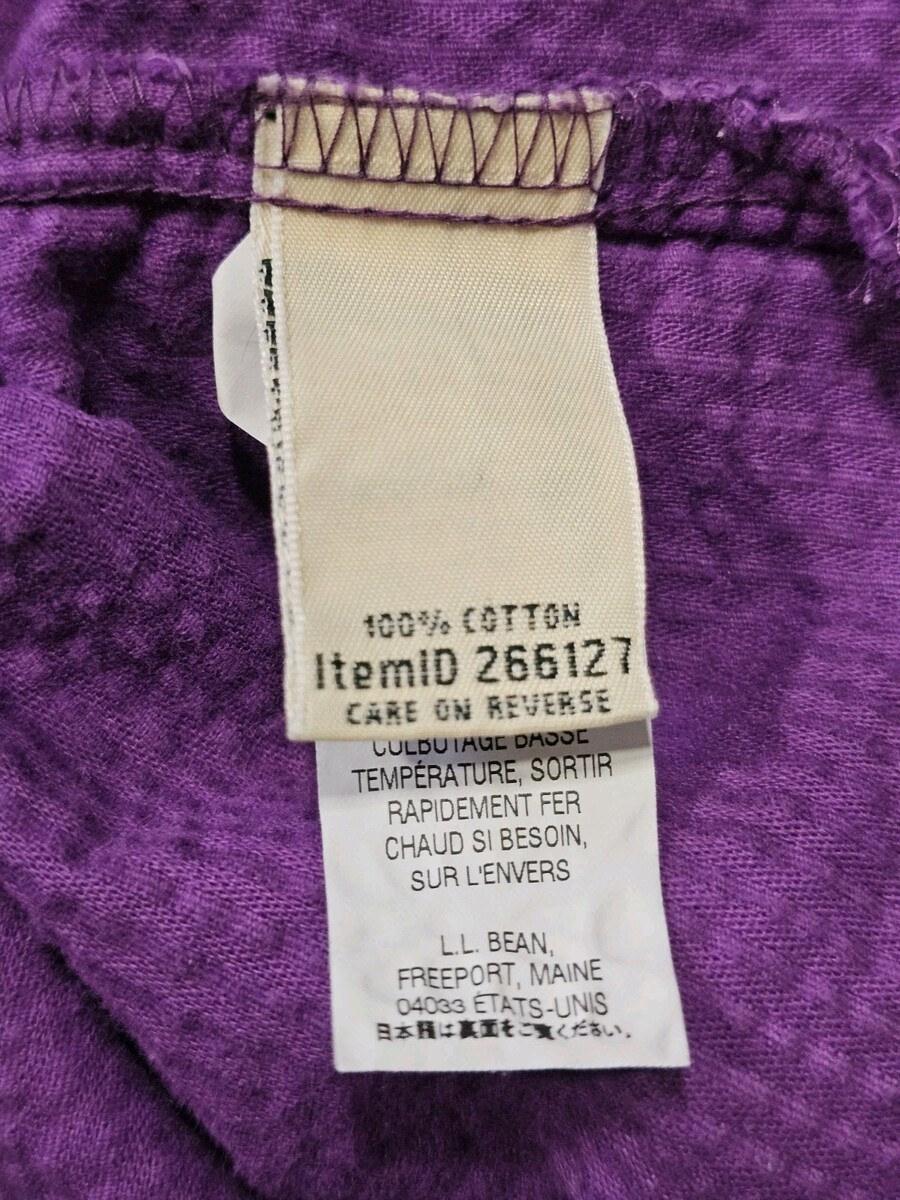 100% COTTON
ItemID 266127
CARE ON REVERSE
CULBUTAGE BASSE
TEMPÉRATURE, SORTIR
RAPIDEMENT FER
CHAUD SI BESOIN,
SUR L'ENVERS
L.L. BEAN,
FREEPORT, MAINE
04033 ÉTATS-UNIS
日本語は裏面をご覧ください。